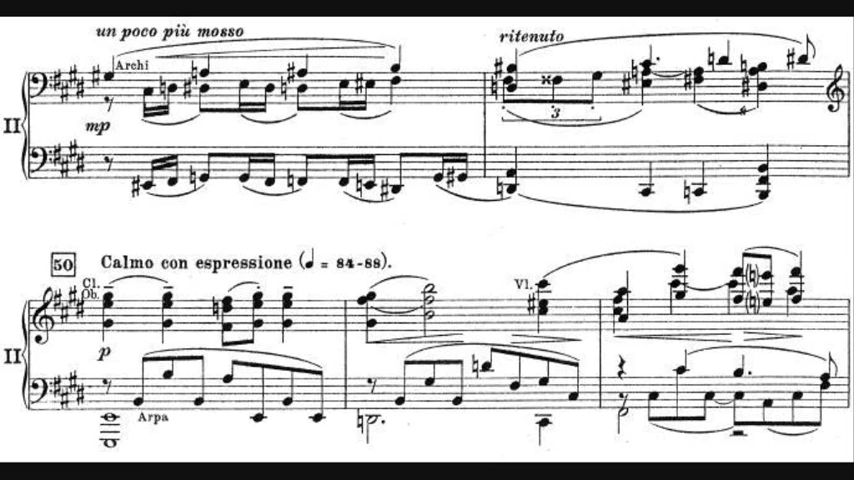 un poco più mosso
ritenuto
Archi
II
mp
3
50 Calmo con espressione (♩ = 84-88).
Cl.
Ob.
Vl.
II
p
Arpa